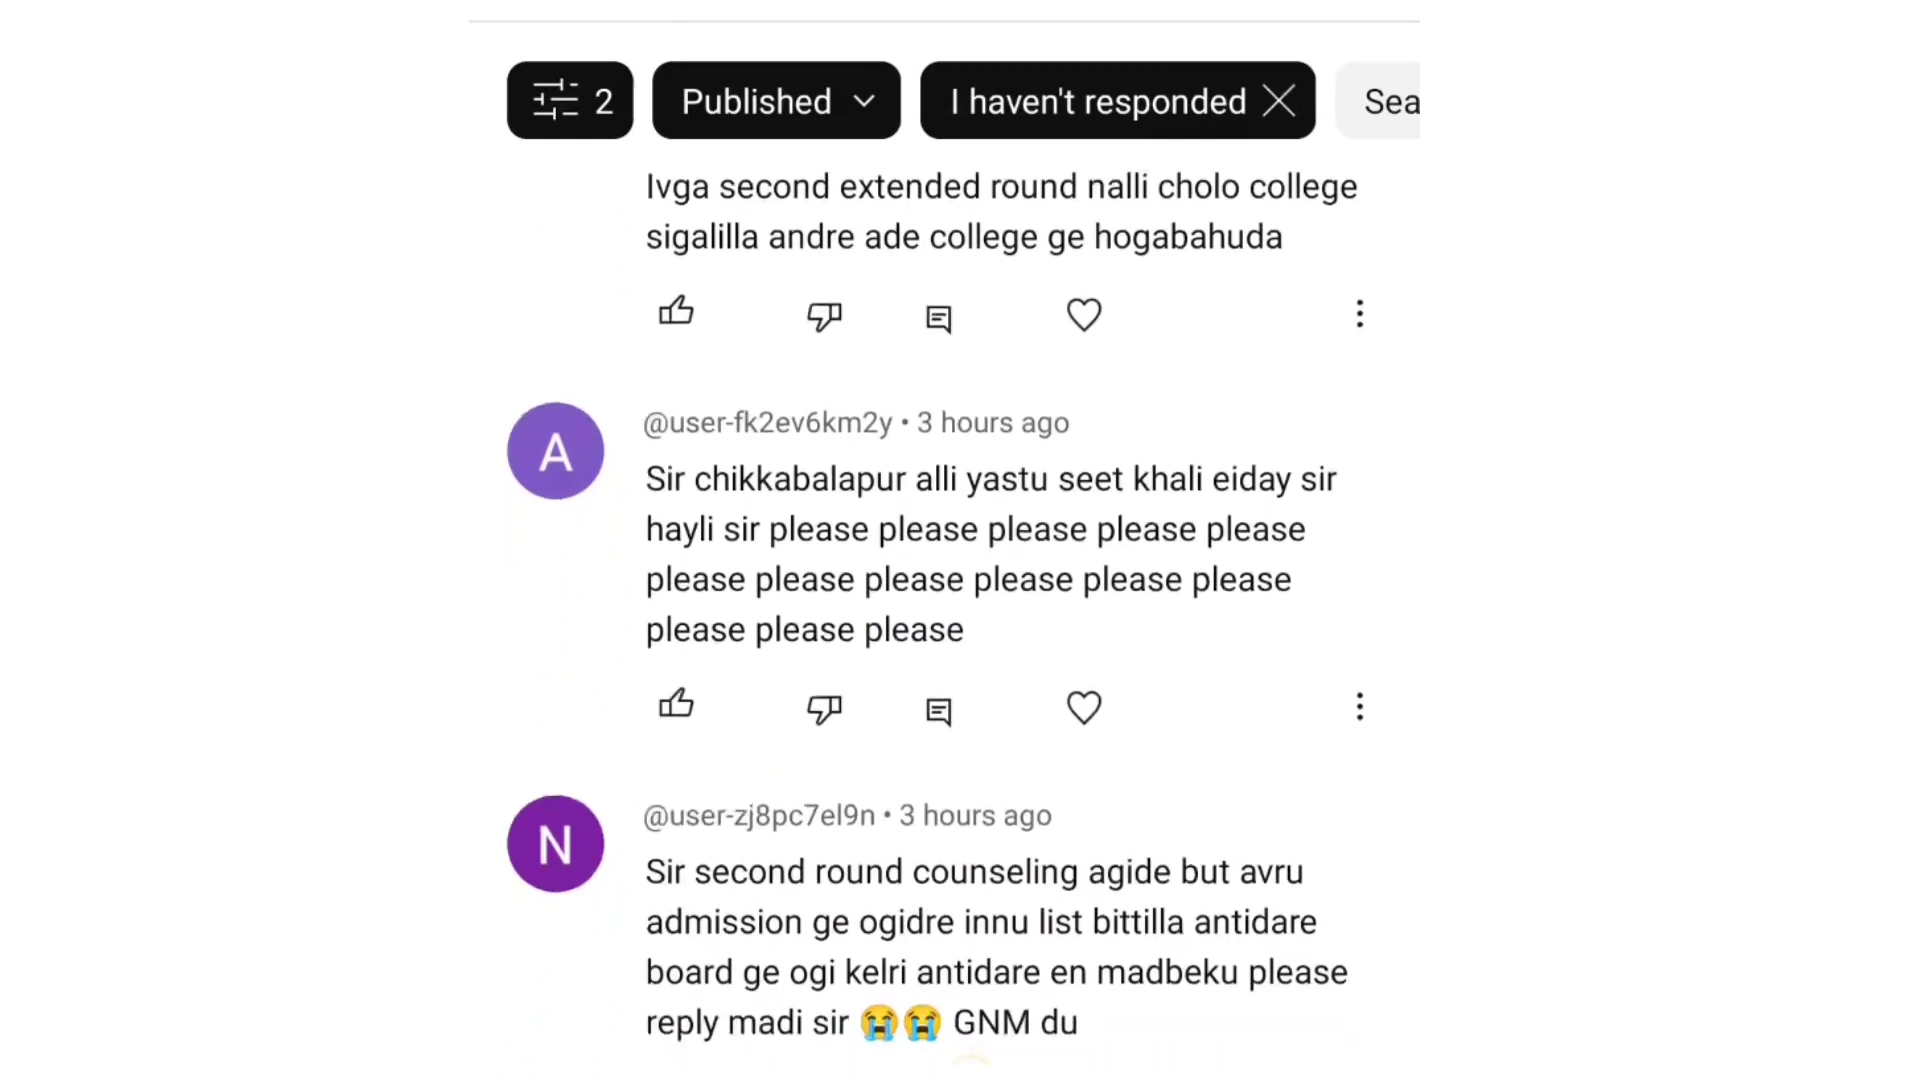 2 Published I haven't responded Sea
Ivga second extended round nalli cholo college
sigalilla andre ade college ge hogabahuda
A @user-fk2ev6km2y • 3 hours ago
Sir chikkabalapur alli yastu seet khali eiday sir
hayli sir please please please please please
please please please please please please
please please please
N @user-zj8pc7el9n • 3 hours ago
Sir second round counseling agide but avru
admission ge ogidre innu list bittilla antidare
board ge ogi kelri antidare en madbeku please
reply madi sir 😭😭 GNM du